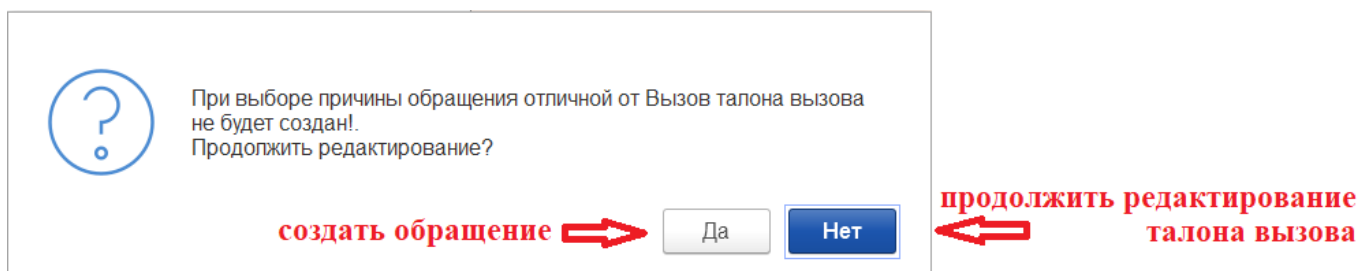 При выборе причины обращения отличной от Вызов талона вызова
не будет создан!.
Продолжить редактирование?
создать обращение
Да
Нет
продолжить редактирование
талона вызова